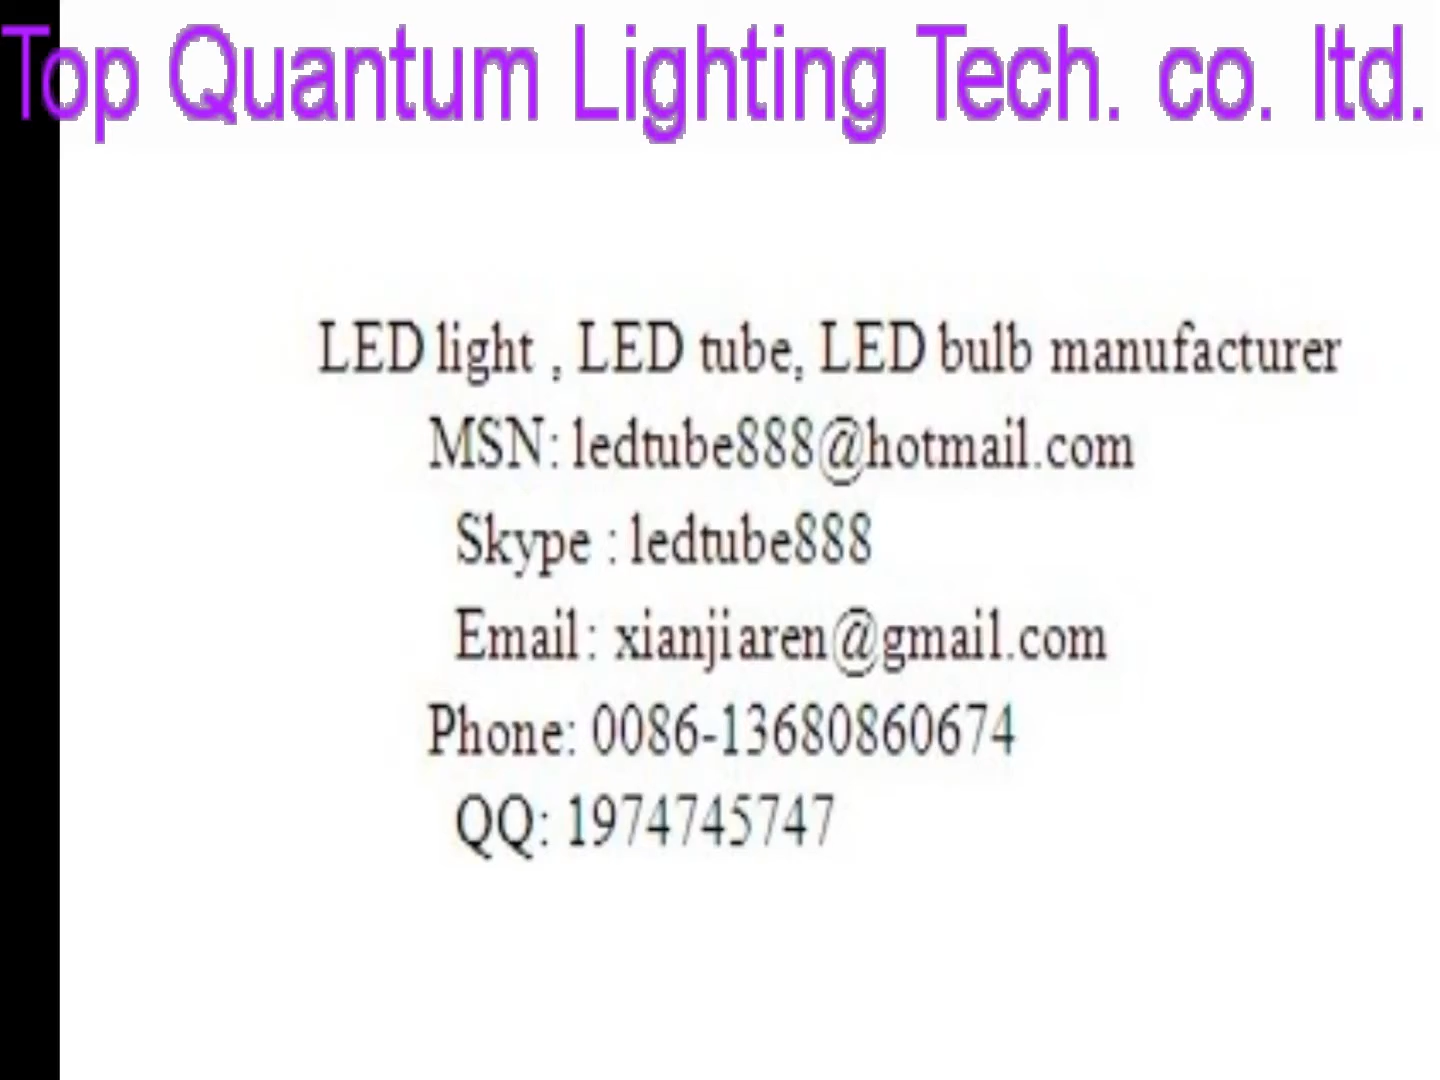 Top Quantum Lighting Tech. co. ltd.
LED light , LED tube, LED bulb manufacturer
MSN: ledtube888@hotmail.com
Skype : ledtube888
Email: xianjiaren@gmail.com
Phone: 0086-13680860674
QQ: 1974745747